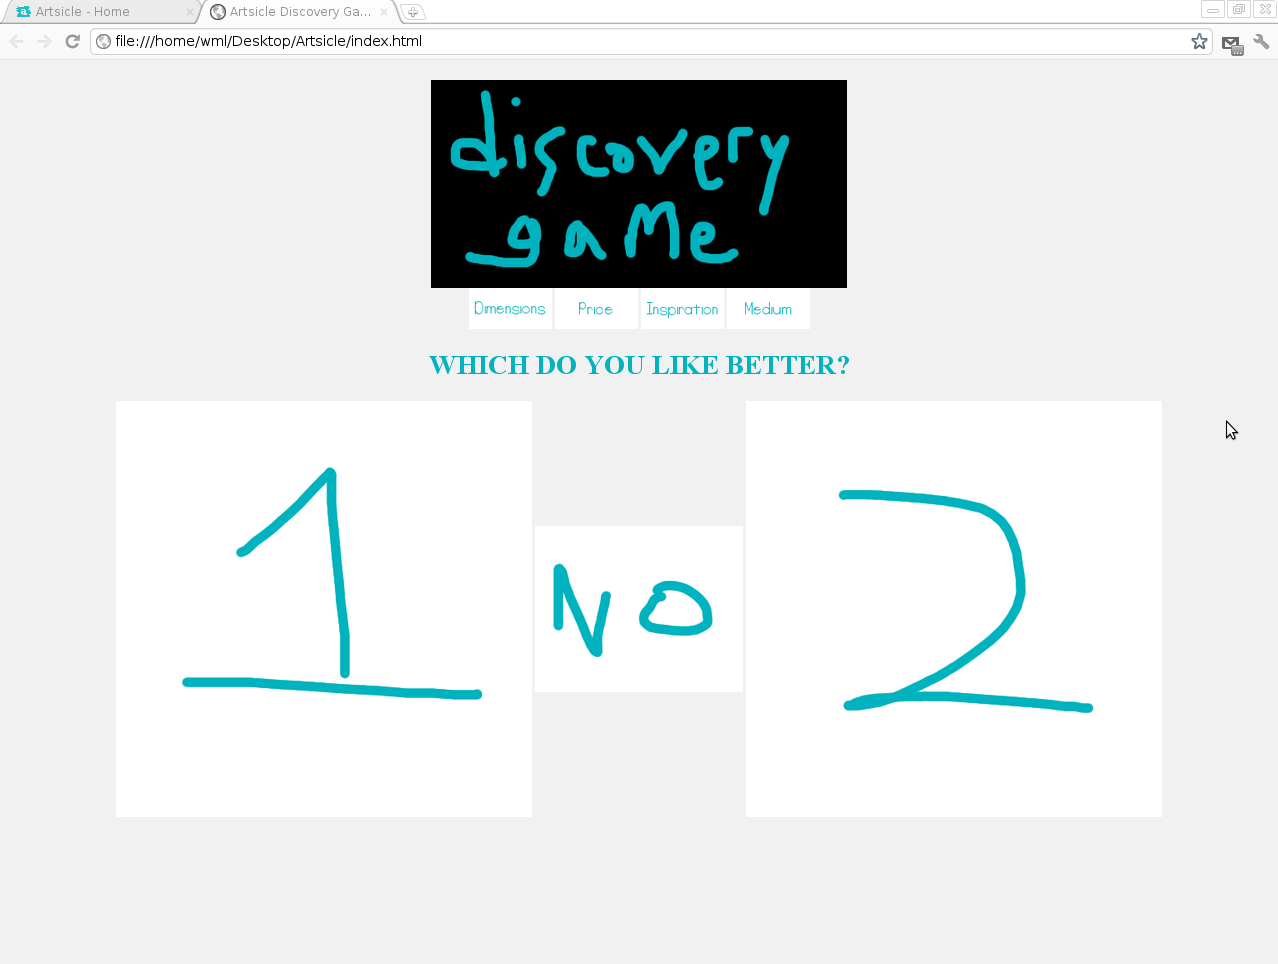 Artsicle - Home
Artsicle Discovery Ga...
file:///home/wml/Desktop/Artsicle/index.html
discovery
game
Dimensions Price Inspiration Medium
WHICH DO YOU LIKE BETTER?
1 NO 2